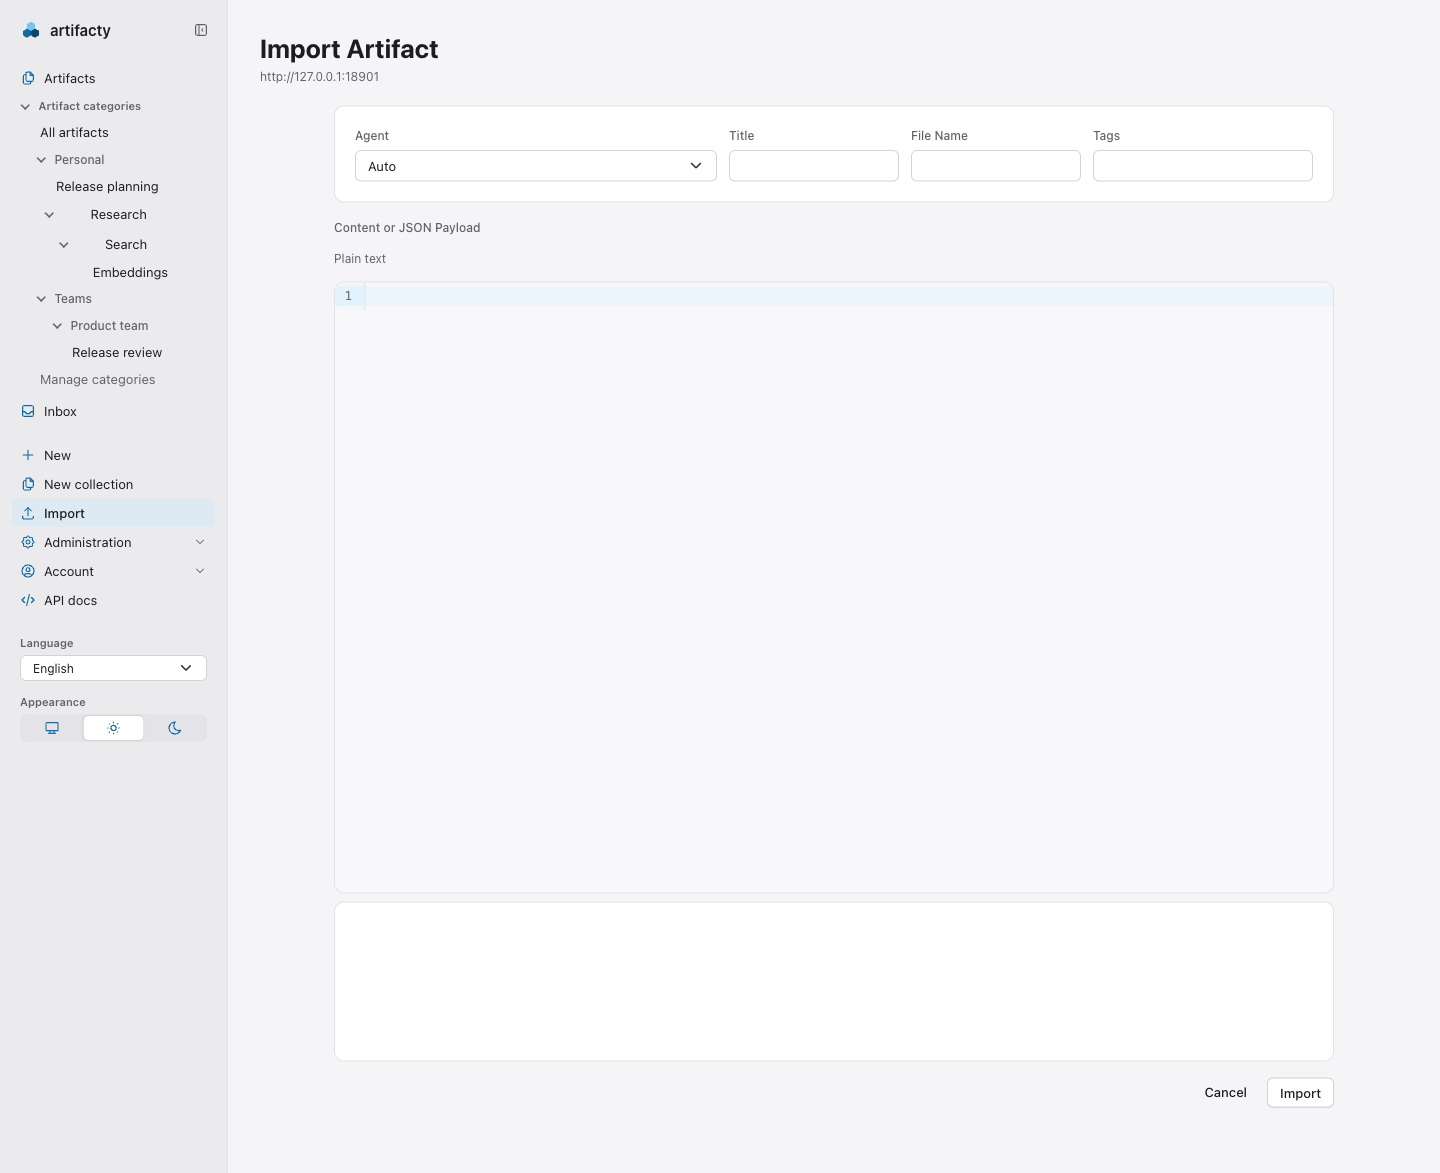 artifacty
Artifacts
Artifact categories
All artifacts
Personal
Release planning
Research
Search
Embeddings
Teams
Product team
Release review
Manage categories
Inbox
New
New collection
Import
Administration
Account
API docs
Language
English
Appearance
Import Artifact
http://127.0.0.1:18901
Agent
Title
File Name
Tags
Auto
Content or JSON Payload
Plain text
1
Cancel
Import